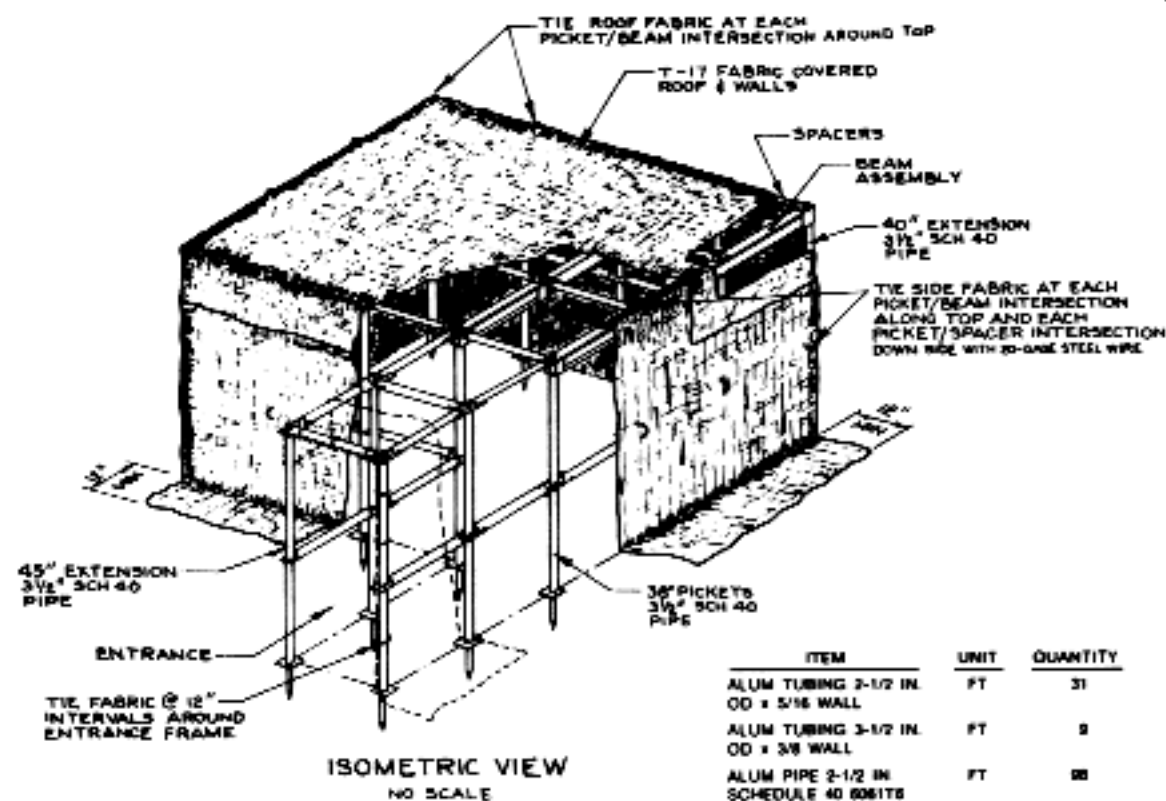 TIE ROOF FABRIC AT EACH
PICKET/BEAM INTERSECTION AROUND TOP
T-17 FABRIC COVERED
ROOF & WALLS
SPACERS
BEAM
ASSEMBLY
40" EXTENSION
3½" SCH 40
PIPE
TIE SIDE FABRIC AT EACH
PICKET/BEAM INTERSECTION
ALONG TOP AND EACH
PICKET/SPACER INTERSECTION
DOWN SIDE WITH 20-GAGE STEEL WIRE
45" EXTENSION
3½" SCH 40
PIPE
38" PICKETS
3½" SCH 40
PIPE
ENTRANCE
TIE FABRIC @ 12"
INTERVALS AROUND
ENTRANCE FRAME
ISOMETRIC VIEW
NO SCALE
ITEM UNIT QUANTITY
ALUM TUBING 2-1/2 IN. FT 31
OD x 5/16 WALL
ALUM TUBING 3-1/2 IN. FT 9
OD x 3/8 WALL
ALUM PIPE 2-1/2 IN FT
SCHEDULE 40 6061T6